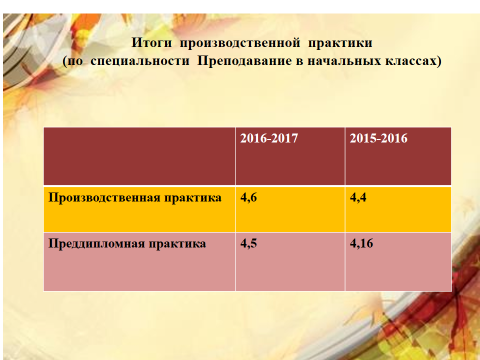 Итоги производственной практики
(по специальности Преподавание в начальных классах)
2016-2017 2015-2016
Производственная практика 4,6 4,4
Преддипломная практика 4,5 4,16